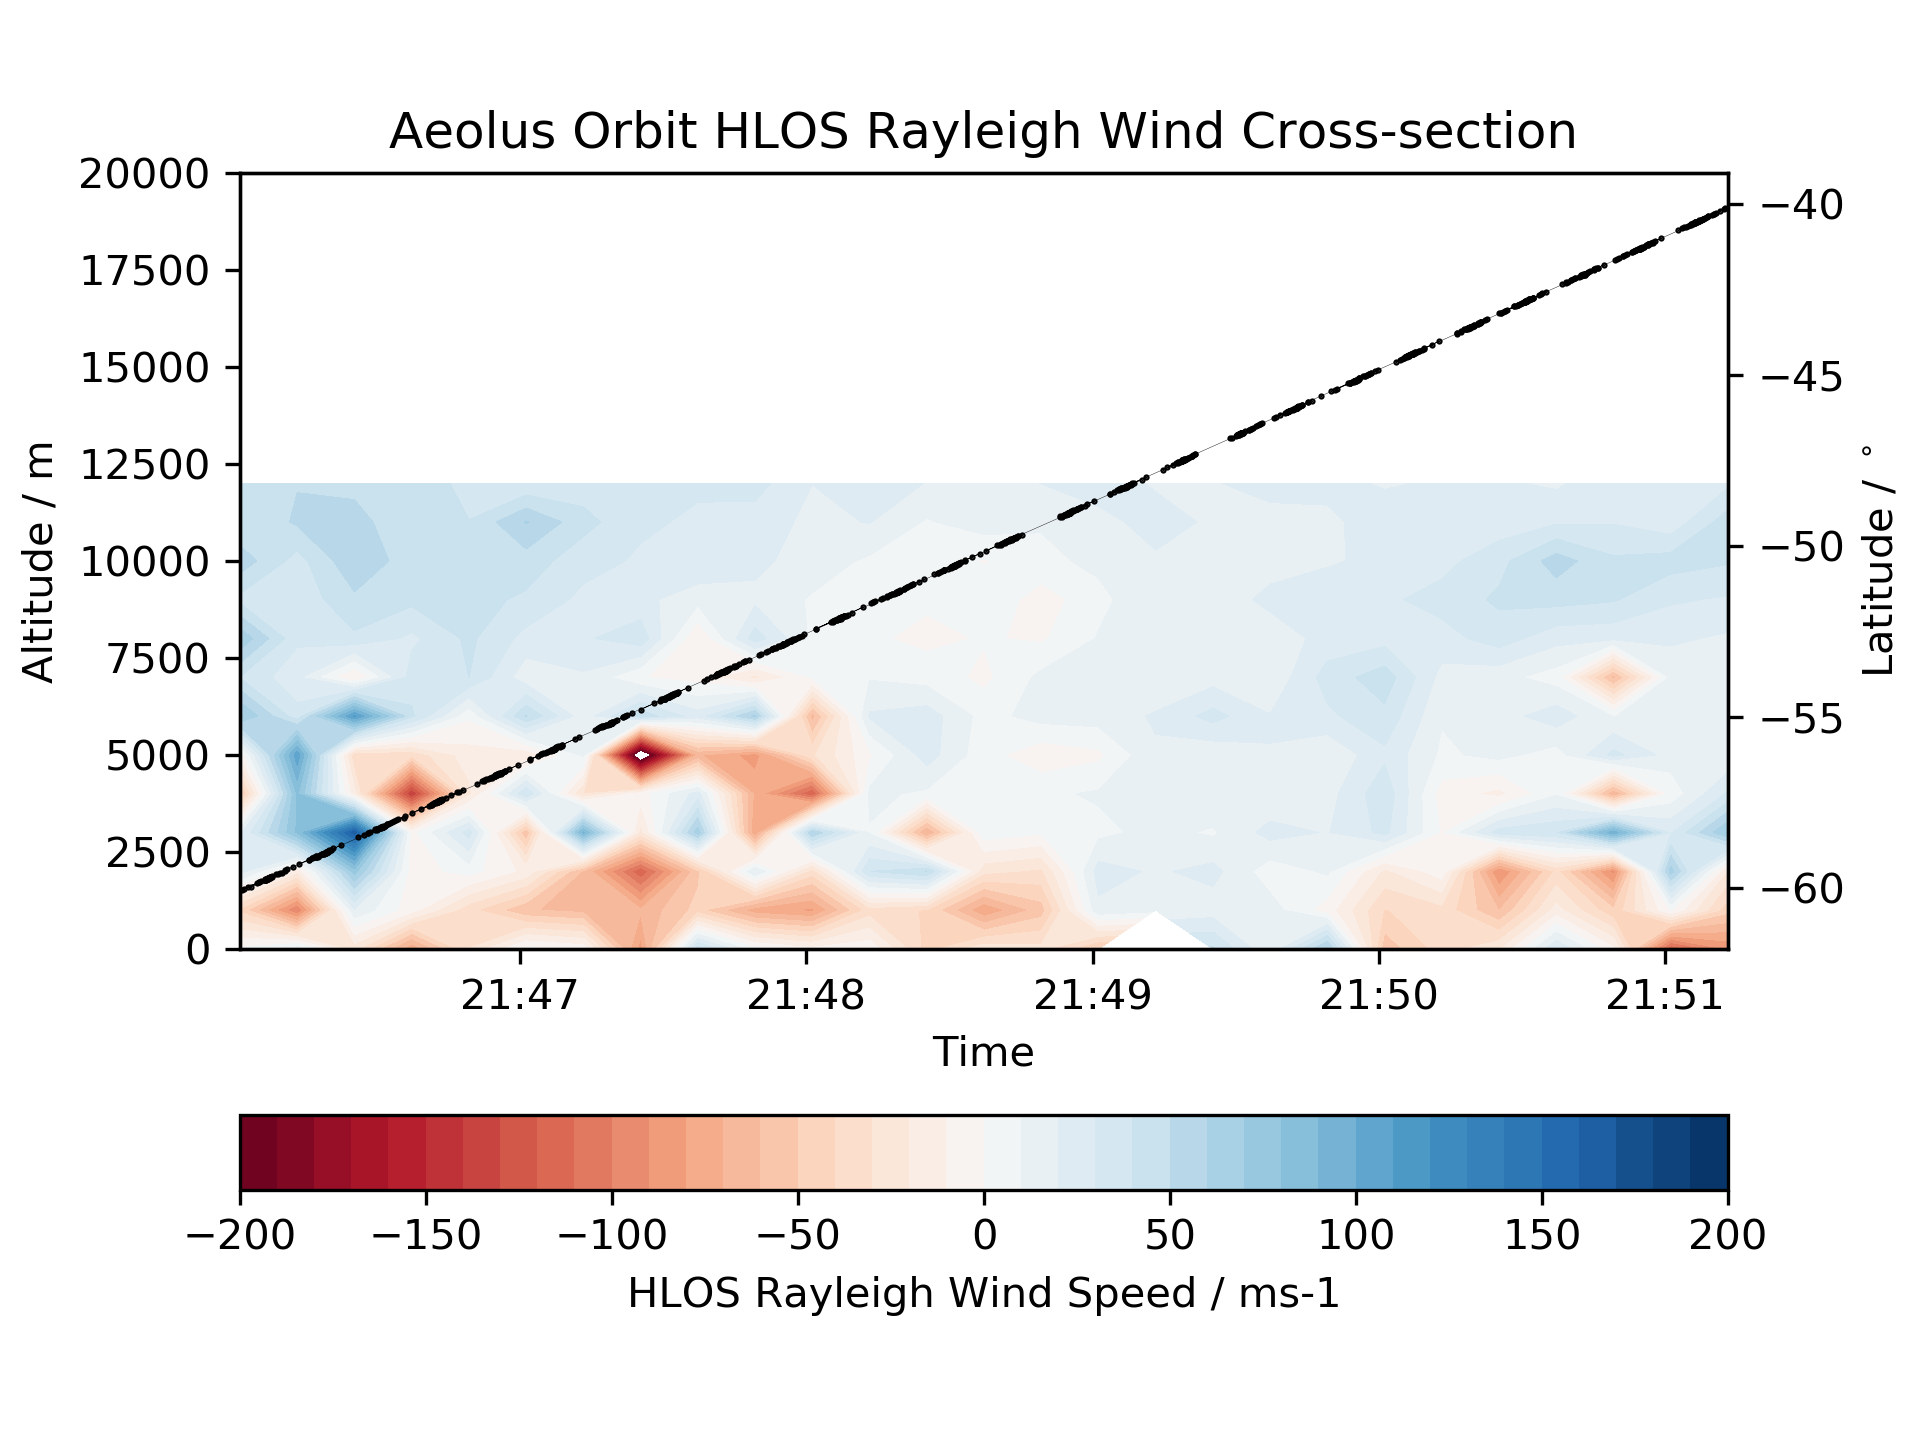 Aeolus Orbit HLOS Rayleigh Wind Cross-section
20000
17500
15000
12500
10000
7500
5000
2500
0
Altitude / m
−40
−45
−50
−55
−60
Latitude / °
21:47 21:48 21:49 21:50 21:51
Time
−200 −150 −100 −50 0 50 100 150 200
HLOS Rayleigh Wind Speed / ms-1